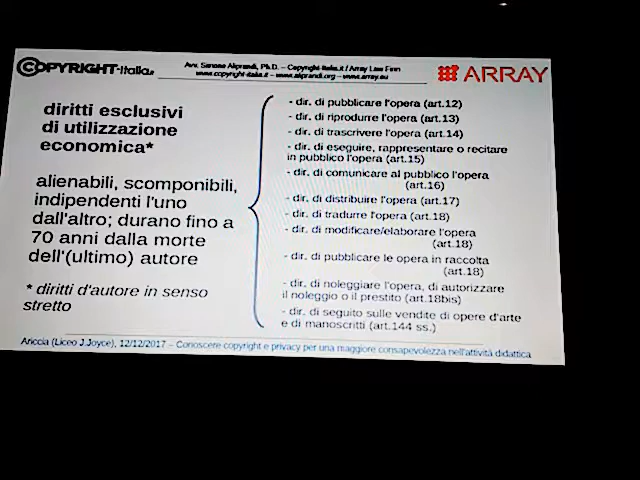 COPYRIGHT-Italia.it
Avv. Simone Aliprandi, Ph.D. – Copyright-Italia.it / Array Law Firm
www.copyright-italia.it – www.aliprandi.org – www.array.eu
ARRAY
diritti esclusivi
di utilizzazione
economica*
alienabili, scomponibili,
indipendenti l'uno
dall'altro; durano fino a
70 anni dalla morte
dell'(ultimo) autore
* diritti d'autore in senso
stretto
- dir. di pubblicare l'opera (art.12)
- dir. di riprodurre l'opera (art.13)
- dir. di trascrivere l'opera (art.14)
- dir. di eseguire, rappresentare o recitare
in pubblico l'opera (art.15)
- dir. di comunicare al pubblico l'opera
(art.16)
- dir. di distribuire l'opera (art.17)
- dir. di tradurre l'opera (art.18)
- dir. di modificare/elaborare l'opera
(art.18)
- dir. di pubblicare le opere in raccolta
(art.18)
- dir. di noleggiare l'opera, di autorizzare
il noleggio o il prestito (art.18bis)
- dir. di seguito sulle vendite di opere d'arte
e di manoscritti (art.144 ss.)
Ariccia (Liceo J.Joyce), 12/12/2017 – Conoscere copyright e privacy per una maggiore consapevolezza nell'attività didattica